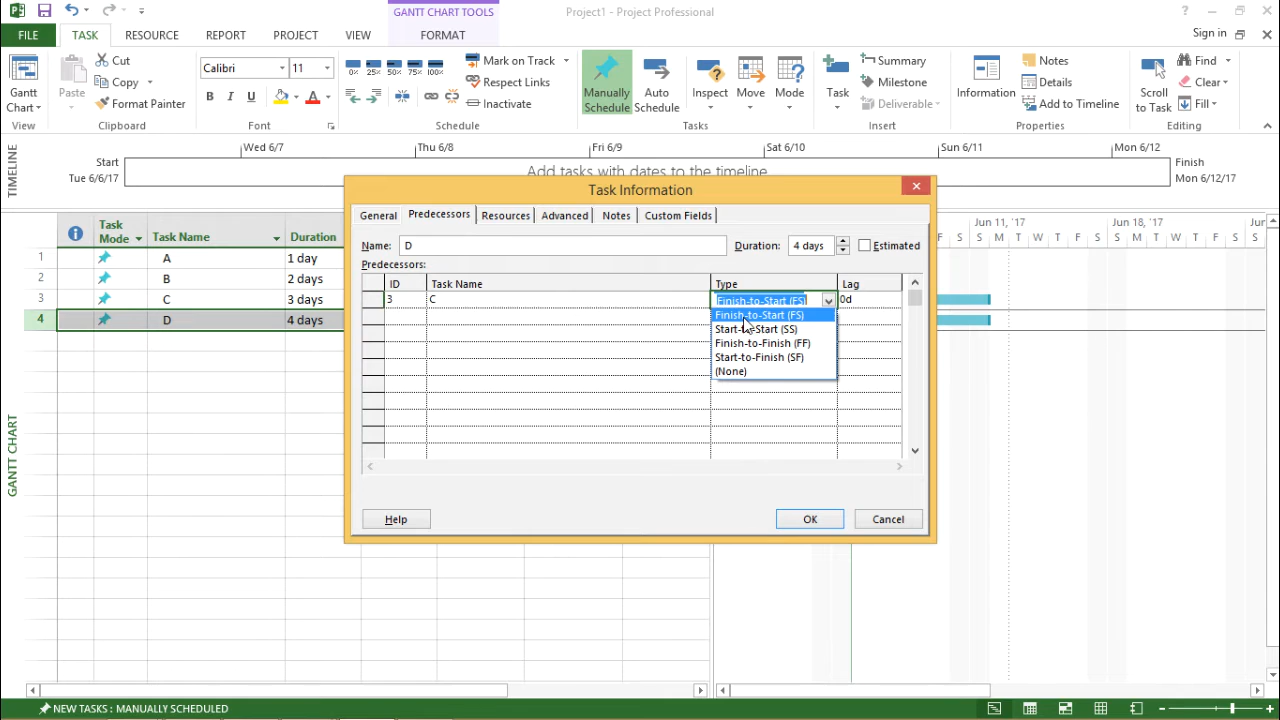 GANTT CHART TOOLS
Project1 - Project Professional
?
FILE
TASK
RESOURCE
REPORT
PROJECT
VIEW
FORMAT
Sign in
Gantt Chart
View
Paste
Cut
Copy
Format Painter
Clipboard
Calibri
11
B I U A
Font
0% 25% 50% 75% 100%
Mark on Track
Respect Links
Inactivate
Schedule
Manually Schedule
Auto Schedule
Inspect
Move
Mode
Tasks
Task
Summary
Milestone
Deliverable
Insert
Information
Notes
Details
Add to Timeline
Properties
Scroll to Task
Find
Clear
Fill
Editing
TIMELINE
Start
Tue 6/6/17
Wed 6/7
Thu 6/8
Fri 6/9
Sat 6/10
Sun 6/11
Mon 6/12
Add tasks with dates to the timeline
Finish
Mon 6/12/17
GANTT CHART
Task Mode
Task Name
Duration
1 A 1 day
2 B 2 days
3 C 3 days
4 D 4 days
Jun 11, '17
Jun 18, '17
F S S M T W T F S S M T W T F S S
Task Information
General
Predecessors
Resources
Advanced
Notes
Custom Fields
Name: D
Duration: 4 days
Estimated
Predecessors:
ID Task Name Type Lag
3 C Finish-to-Start (FS) 0d
Finish-to-Start (FS)
Start-to-Start (SS)
Finish-to-Finish (FF)
Start-to-Finish (SF)
(None)
Help
OK
Cancel
NEW TASKS : MANUALLY SCHEDULED